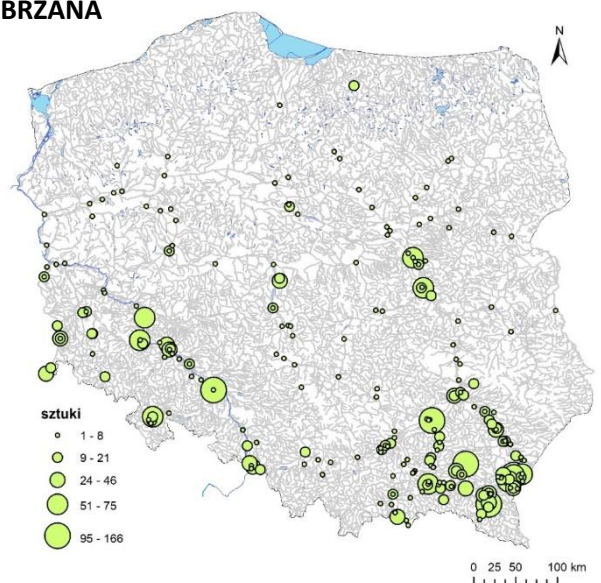 BRZANA
N
sztuki
1 - 8
9 - 21
24 - 46
51 - 75
95 - 166
0 25 50 100 km